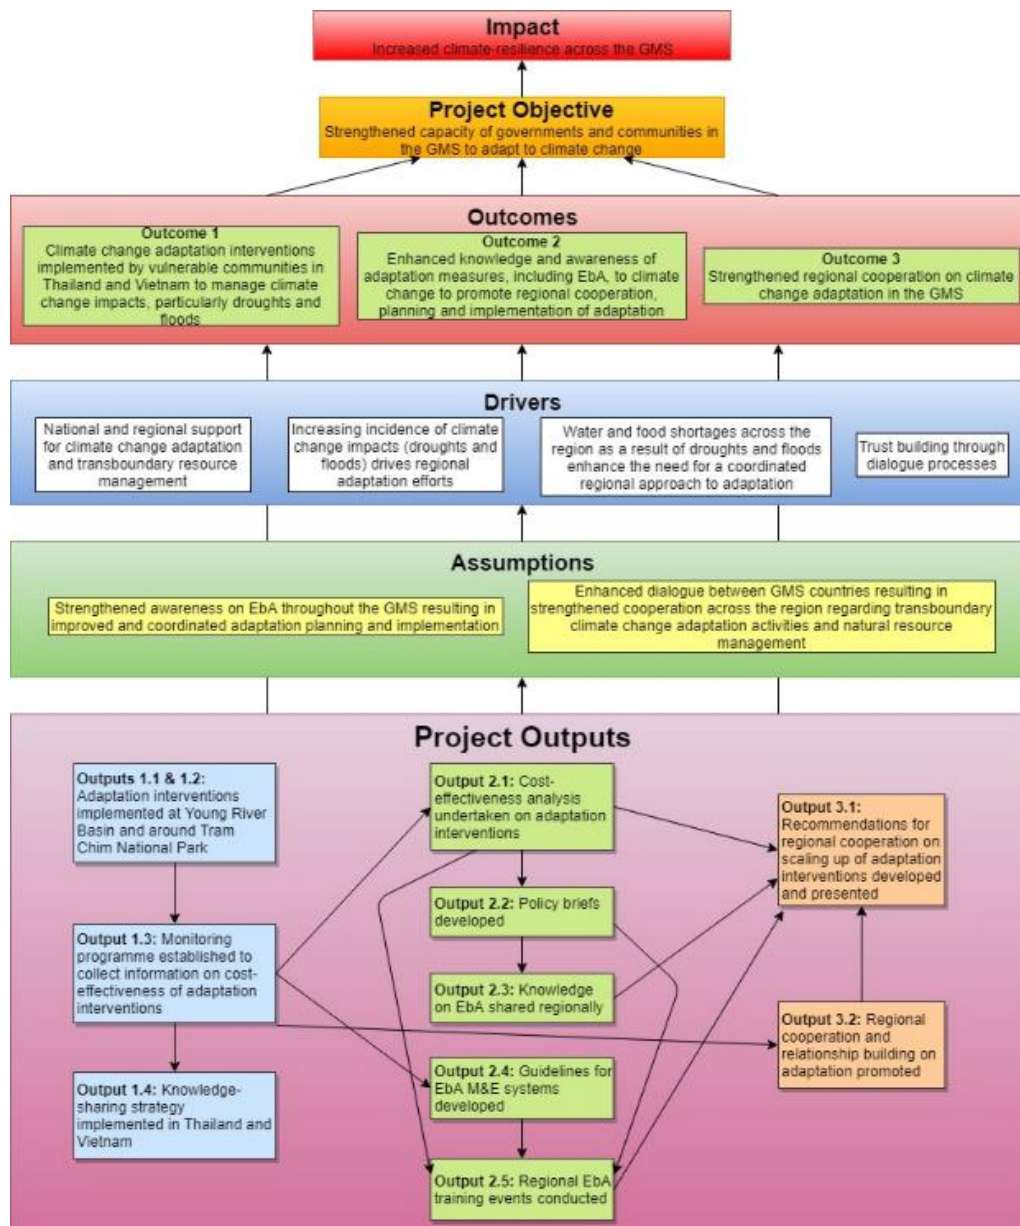 Impact
Increased climate-resilience across the GMS
Project Objective
Strengthened capacity of governments and communities in
the GMS to adapt to climate change
Outcomes
Outcome 1
Climate change adaptation interventions
implemented by vulnerable communities in
Thailand and Vietnam to manage climate
change impacts, particularly droughts and
floods
Outcome 2
Enhanced knowledge and awareness of
adaptation measures, including EbA, to climate
change to promote regional cooperation,
planning and implementation of adaptation
Outcome 3
Strengthened regional cooperation on climate
change adaptation in the GMS
Drivers
National and regional support
for climate change adaptation
and transboundary resource
management
Increasing incidence of climate
change impacts (droughts and
floods) drives regional
adaptation efforts
Water and food shortages across the
region as a result of droughts and floods
enhance the need for a coordinated
regional approach to adaptation
Trust building through
dialogue processes
Assumptions
Strengthened awareness on EbA throughout the GMS resulting in
improved and coordinated adaptation planning and implementation
Enhanced dialogue between GMS countries resulting in
strengthened cooperation across the region regarding transboundary
climate change adaptation activities and natural resource
management
Project Outputs
Outputs 1.1 & 1.2:
Adaptation interventions
implemented at Young River
Basin and around Tram
Chim National Park
Output 1.3: Monitoring
programme established to
collect information on cost-
effectiveness of adaptation
interventions
Output 1.4: Knowledge-
sharing strategy
implemented in Thailand and
Vietnam
Output 2.1: Cost-
effectiveness analysis
undertaken on adaptation
interventions
Output 2.2: Policy briefs
developed
Output 2.3: Knowledge
on EbA shared regionally
Output 2.4: Guidelines for
EbA M&E systems
developed
Output 2.5: Regional EbA
training events conducted
Output 3.1:
Recommendations for
regional cooperation on
scaling up of adaptation
interventions developed
and presented
Output 3.2: Regional
cooperation and
relationship building on
adaptation promoted